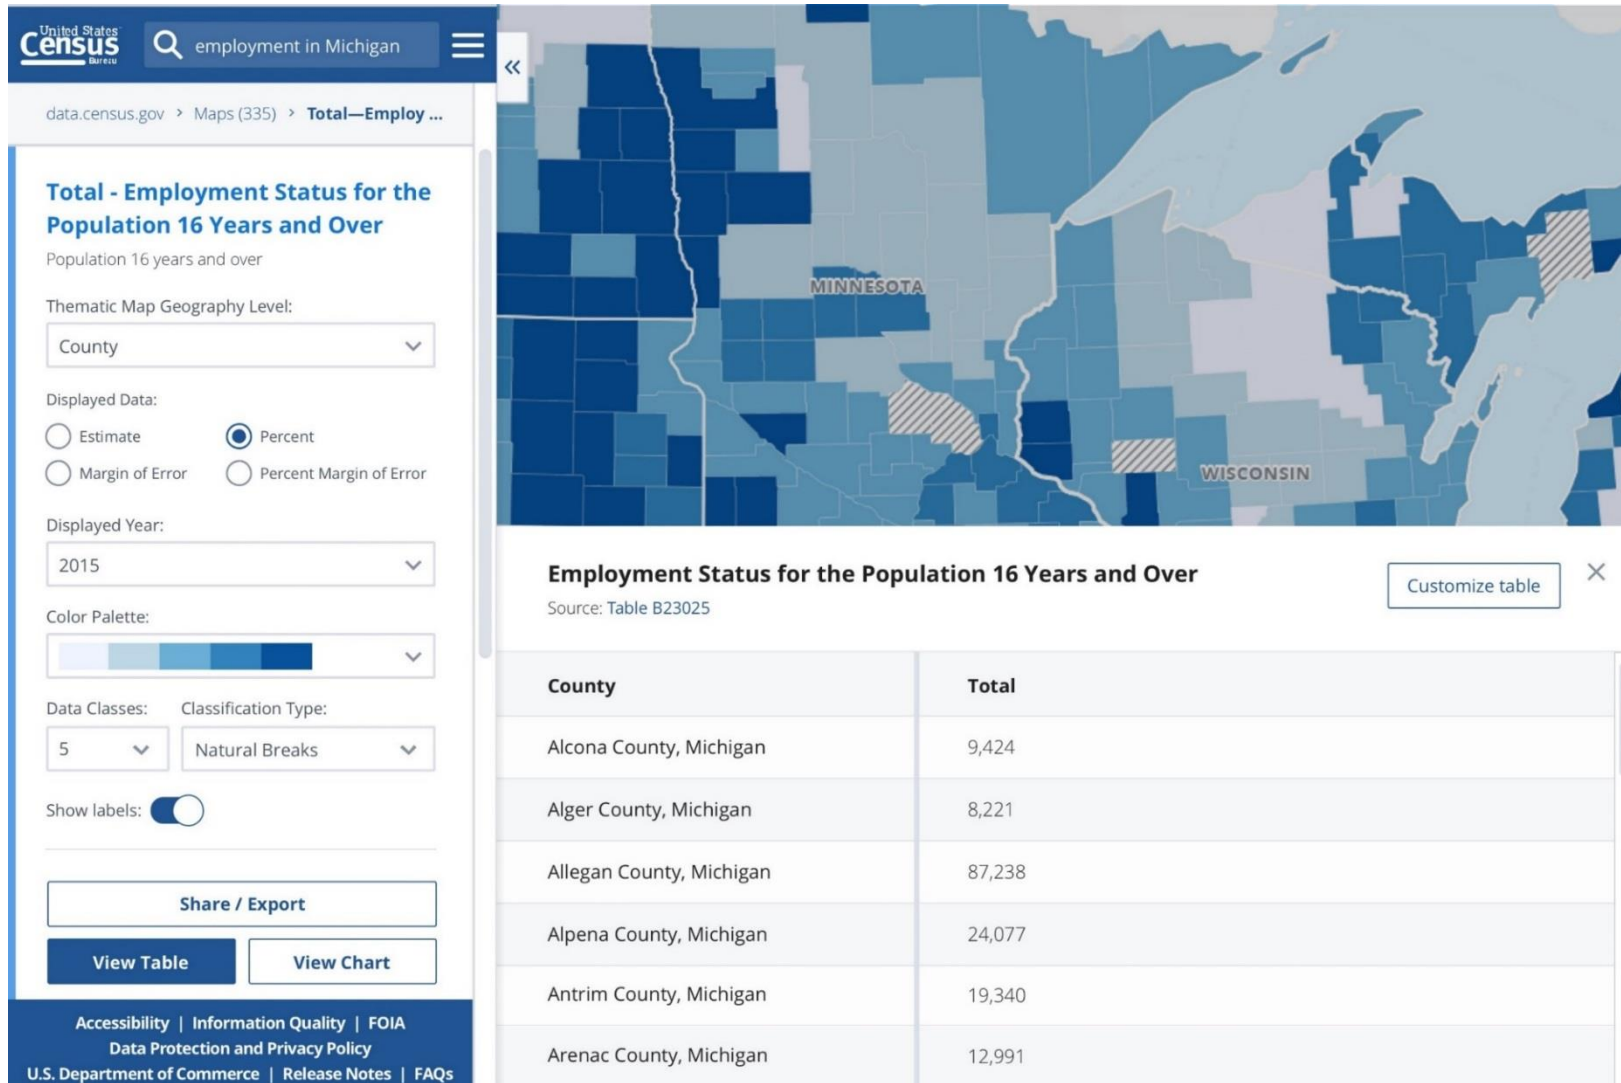 United States®
Census
Bureau
employment in Michigan
«
data.census.gov > Maps (335) > Total—Employ ...
Total - Employment Status for the
Population 16 Years and Over
Population 16 years and over
Thematic Map Geography Level:
County
Displayed Data:
Estimate
Percent
Margin of Error
Percent Margin of Error
Displayed Year:
2015
Color Palette:
Data Classes:
Classification Type:
5
Natural Breaks
Show labels:
Share / Export
View Table
View Chart
Accessibility | Information Quality | FOIA
Data Protection and Privacy Policy
U.S. Department of Commerce | Release Notes | FAQs
MINNESOTA
WISCONSIN
Employment Status for the Population 16 Years and Over
Source: Table B23025
Customize table
County Total
Alcona County, Michigan 9,424
Alger County, Michigan 8,221
Allegan County, Michigan 87,238
Alpena County, Michigan 24,077
Antrim County, Michigan 19,340
Arenac County, Michigan 12,991